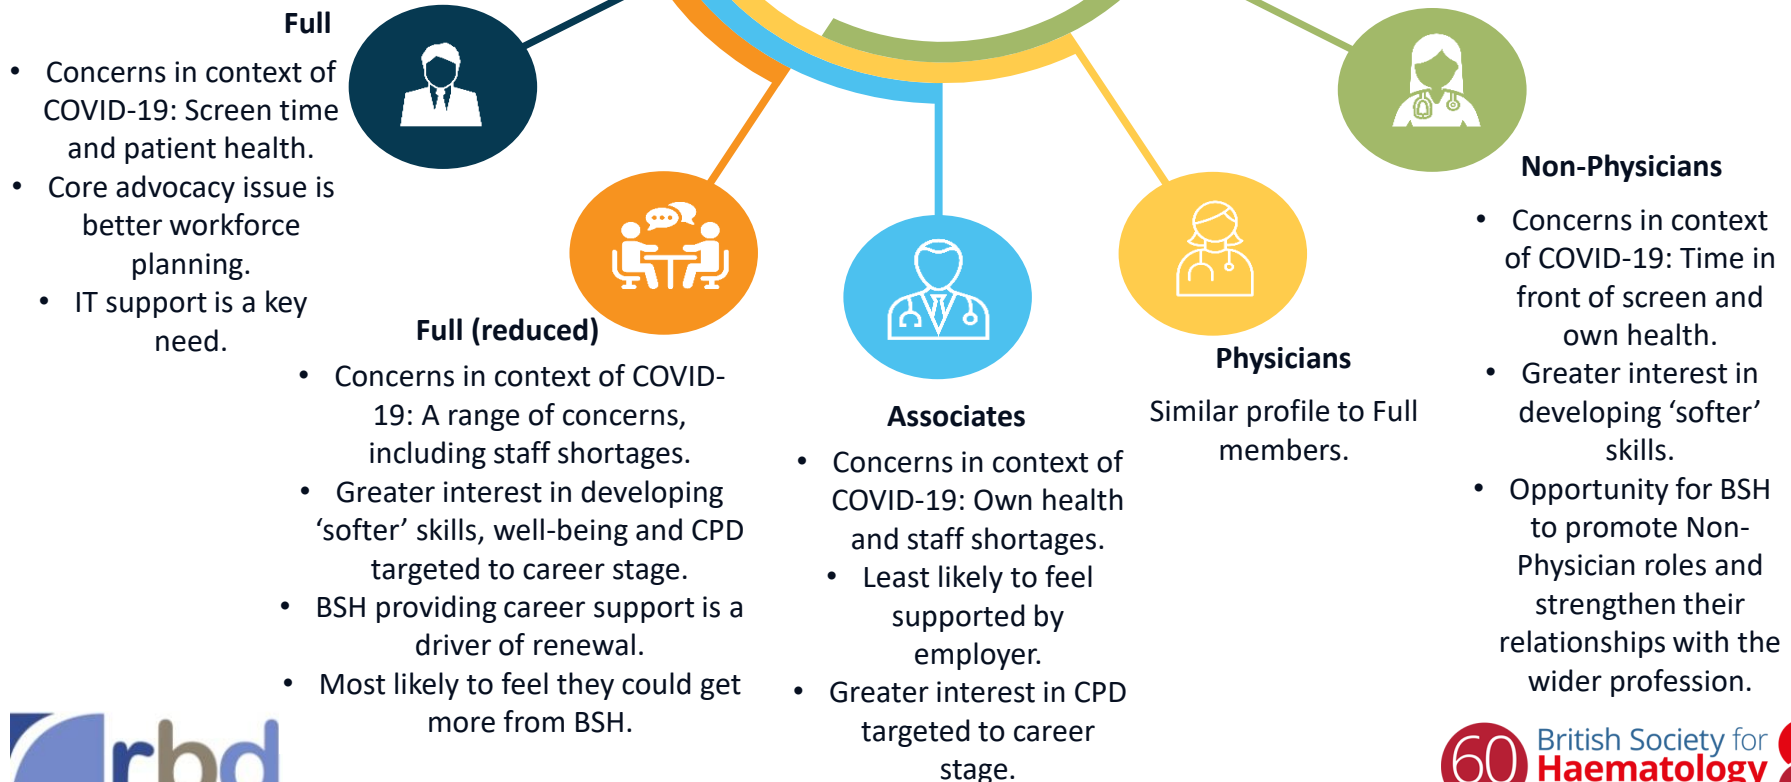 Full
• Concerns in context of
COVID-19: Screen time
and patient health.
• Core advocacy issue is
better workforce
planning.
• IT support is a key
need.
Full (reduced)
• Concerns in context of COVID-
19: A range of concerns,
including staff shortages.
• Greater interest in developing
‘softer’ skills, well-being and CPD
targeted to career stage.
• BSH providing career support is a
driver of renewal.
• Most likely to feel they could get
more from BSH.
Associates
• Concerns in context of
COVID-19: Own health
and staff shortages.
• Least likely to feel
supported by
employer.
• Greater interest in CPD
targeted to career
stage.
Physicians
Similar profile to Full
members.
Non-Physicians
• Concerns in context
of COVID-19: Time in
front of screen and
own health.
• Greater interest in
developing ‘softer’
skills.
• Opportunity for BSH
to promote Non-
Physician roles and
strengthen their
relationships with the
wider profession.
rbd
60
British Society for
Haematology